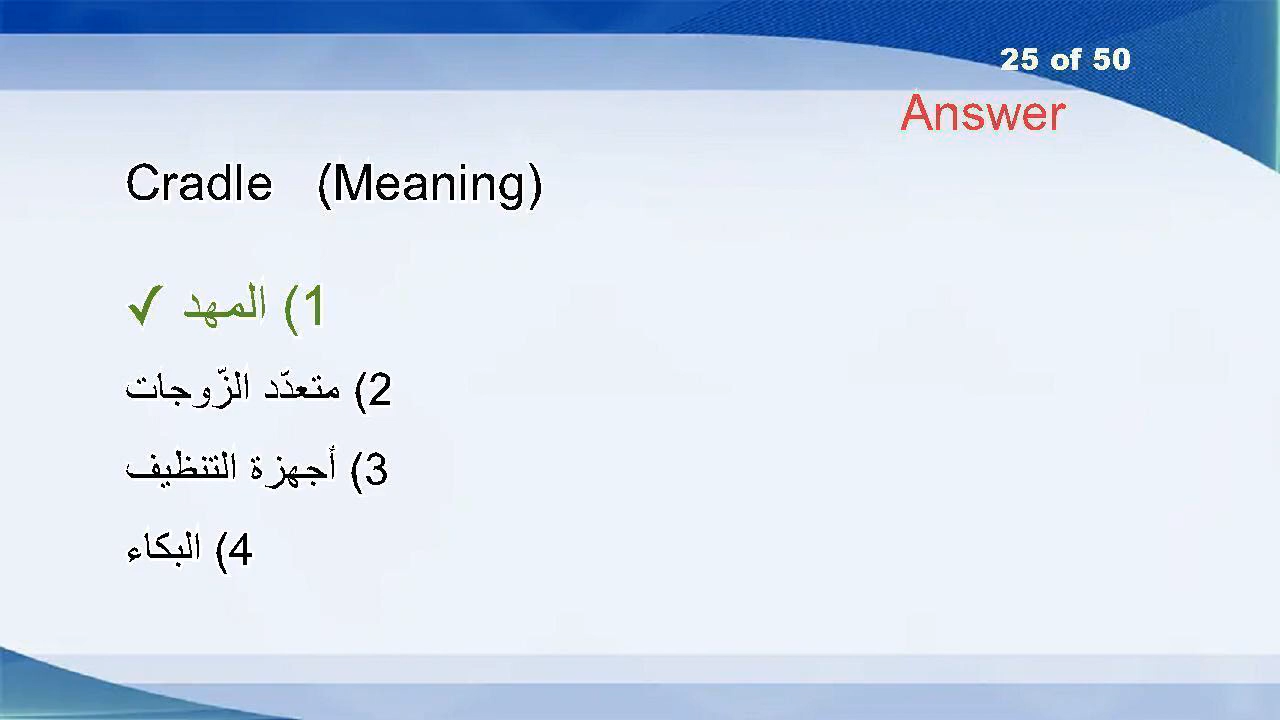 25 of 50
Answer
Cradle (Meaning)
1) المهد ✓
2) متعدّد الزّوجات
3) أجهزة التنظيف
4) البكاء